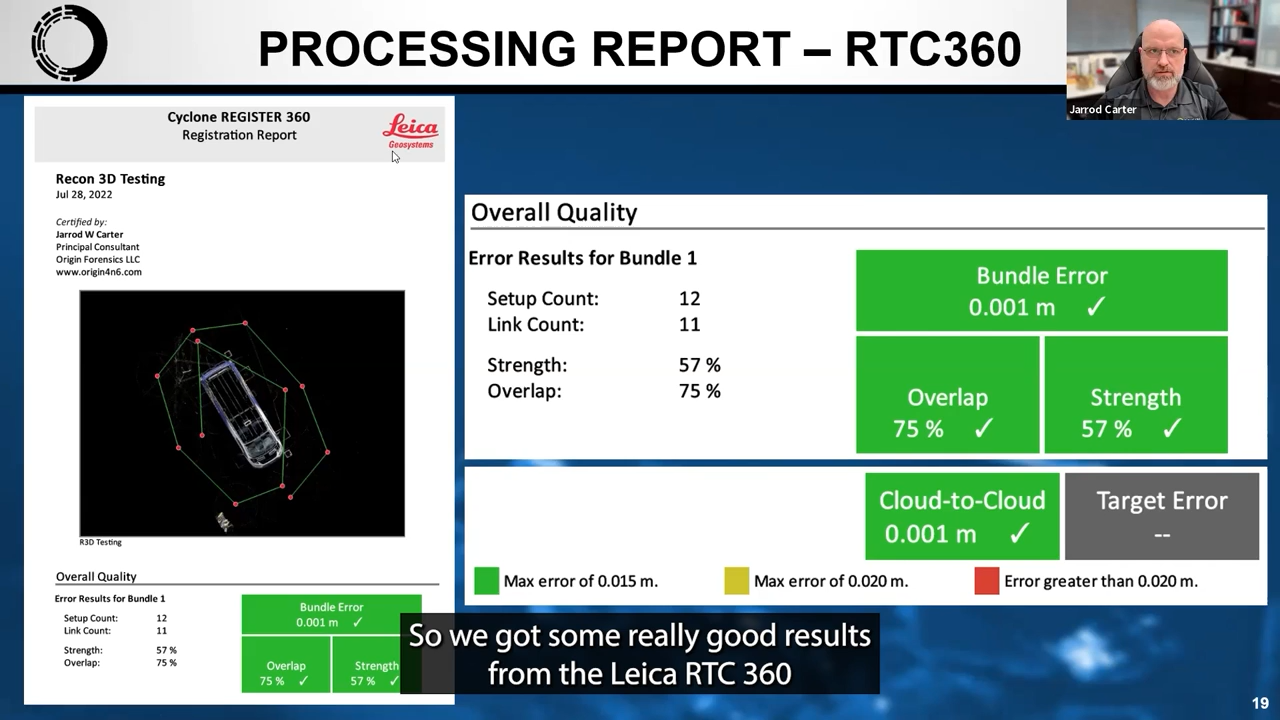 PROCESSING REPORT – RTC360
Jarrod Carter
Cyclone REGISTER 360
Registration Report
Leica
Geosystems
Recon 3D Testing
Jul 28, 2022
Certified by:
Jarrod W Carter
Principal Consultant
Origin Forensics LLC
www.origin4n6.com
R3D Testing
Overall Quality
Error Results for Bundle 1
Setup Count: 12
Link Count: 11
Strength: 57 %
Overlap: 75 %
Bundle Error
0.001 m ✓
Overlap
75 % ✓
Strength
57 % ✓
Overall Quality
Error Results for Bundle 1
Setup Count: 12
Link Count: 11
Strength: 57 %
Overlap: 75 %
Bundle Error
0.001 m ✓
Overlap
75 % ✓
Strength
57 % ✓
Cloud-to-Cloud
0.001 m ✓
Target Error
--
Max error of 0.015 m.
Max error of 0.020 m.
Error greater than 0.020 m.
So we got some really good results
from the Leica RTC 360
19